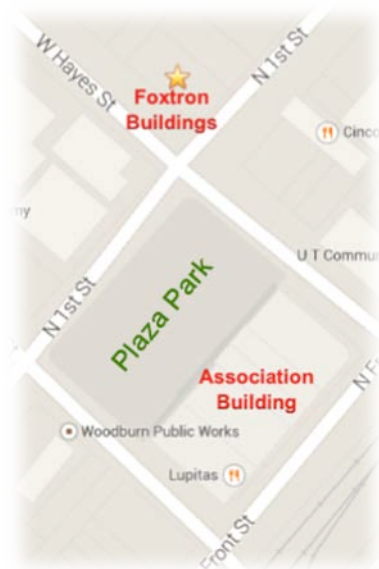 W Hayes St
N 1st St
Foxtron
Buildings
Cinco
my
U T Commu
N 1st St
Plaza Park
Association
Building
N F
Woodburn Public Works
Lupitas
Front St